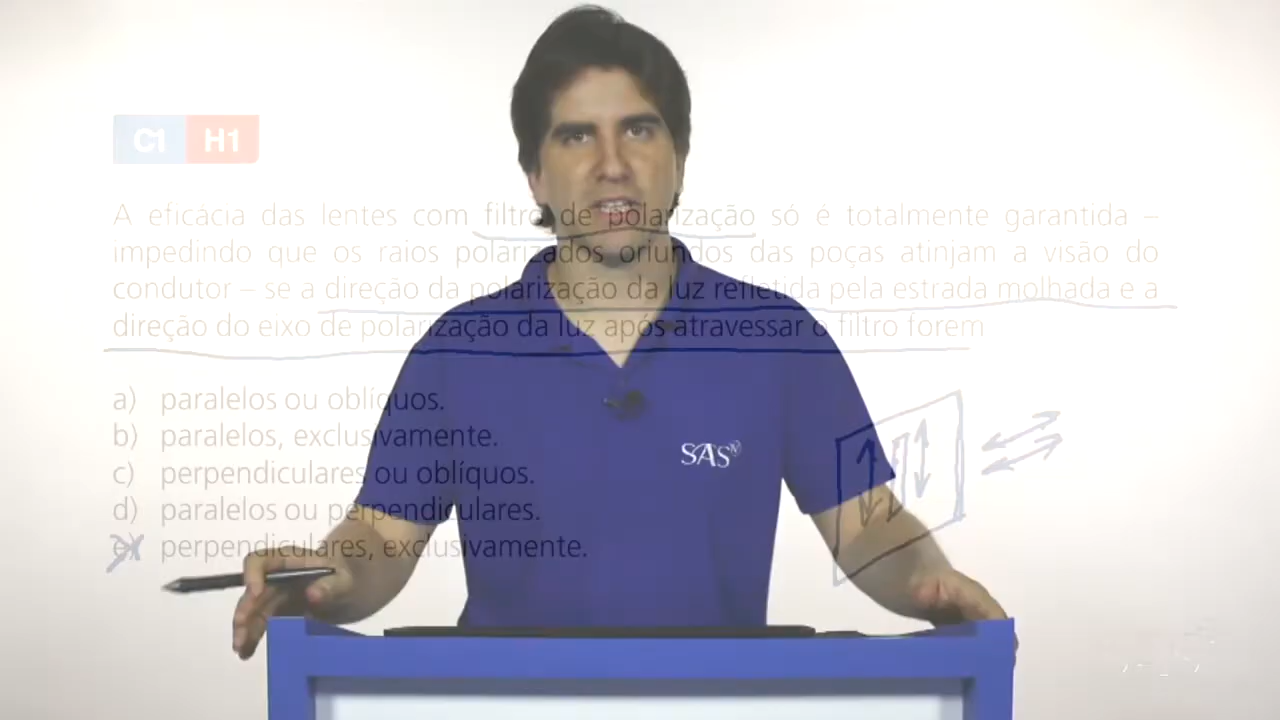 C1 H1
A eficácia das lentes com filtro de polarização só é totalmente garantida –
impedindo que os raios polarizados oriundos das poças atinjam a visão do
condutor – se a direção da polarização da luz refletida pela estrada molhada e a
direção do eixo de polarização da luz após atravessar o filtro forem
a) paralelos ou oblíquos.
b) paralelos, exclusivamente.
c) perpendiculares ou oblíquos.
SAS
d) paralelos ou perpendiculares.
e) perpendiculares, exclusivamente.